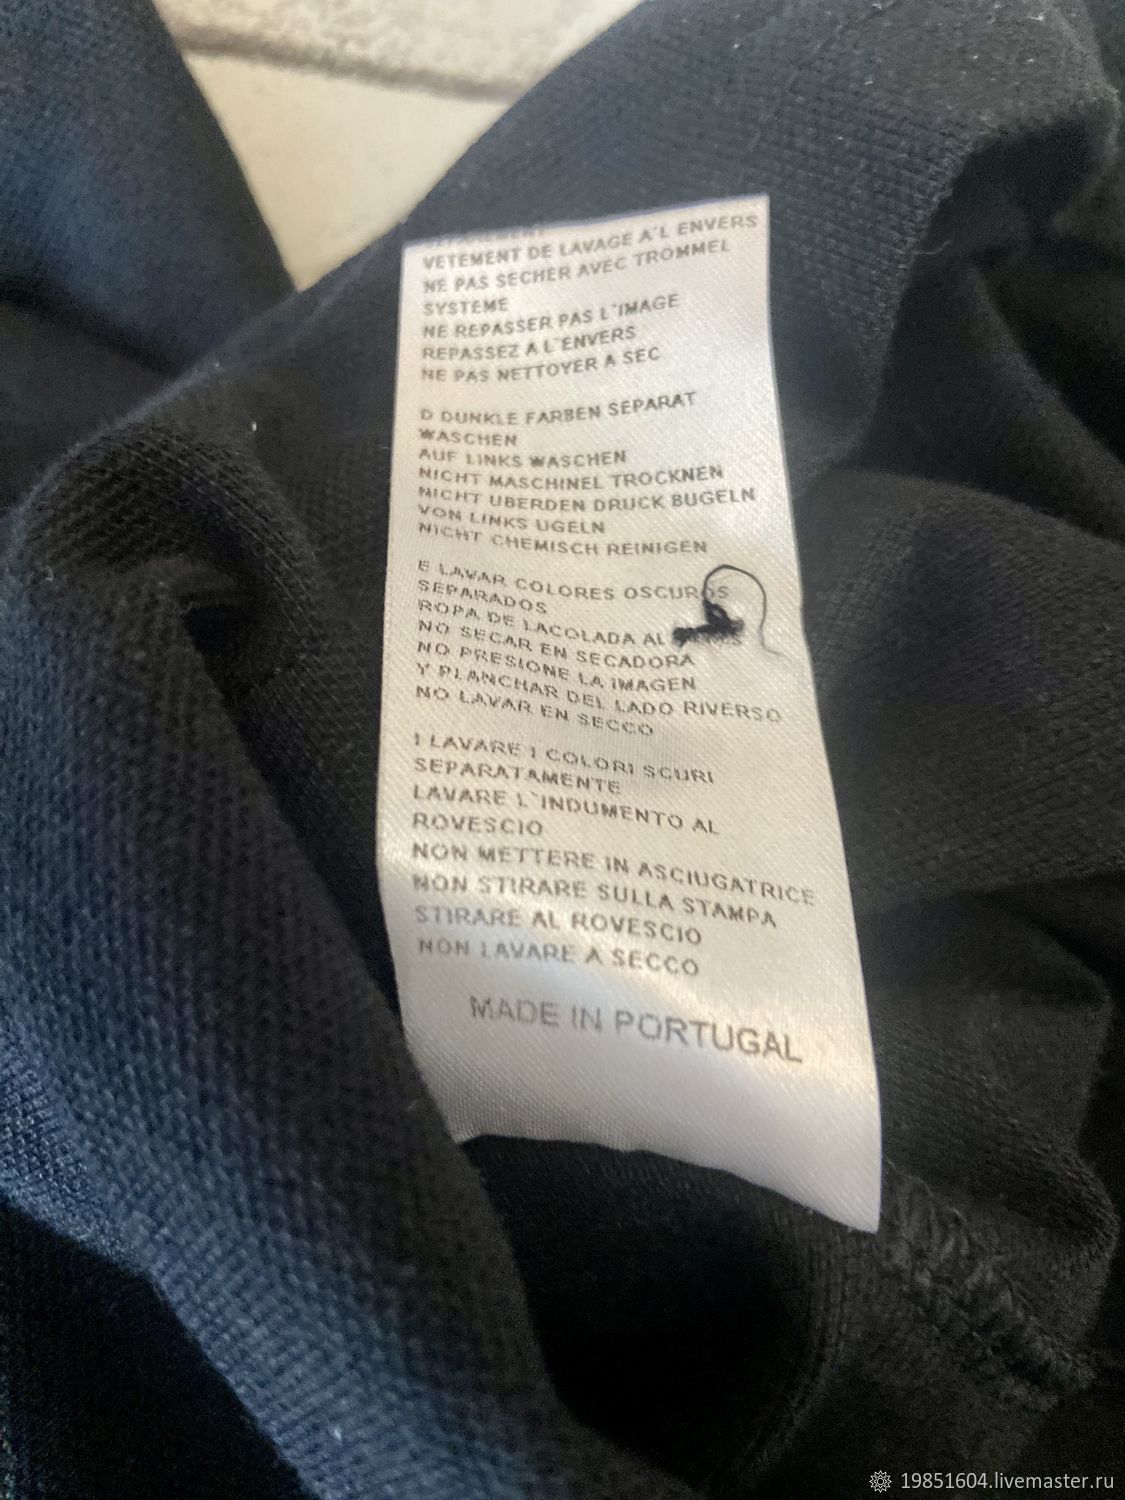 VETEMENT DE LAVAGE A'L ENVERS
NE PAS SECHER AVEC TROMMEL
SYSTEME
NE REPASSER PAS L'IMAGE
REPASSEZ A L'ENVERS
NE PAS NETTOYER A SEC
D DUNKLE FARBEN SEPARAT
WASCHEN
AUF LINKS WASCHEN
NICHT MASCHINEL TROCKNEN
NICHT UBERDEN DRUCK BUGELN
VON LINKS UGELN
NICHT CHEMISCH REINIGEN
E LAVAR COLORES OSCUROS
SEPARADOS
ROPA DE LACOLADA AL
NO SECAR EN SECADORA
NO PRESIONE LA IMAGEN
Y PLANCHAR DEL LADO RIVERSO
NO LAVAR EN SECCO
I LAVARE I COLORI SCURI
SEPARATAMENTE
LAVARE L`INDUMENTO AL
ROVESCIO
NON METTERE IN ASCIUGATRICE
NON STIRARE SULLA STAMPA
STIRARE AL ROVESCIO
NON LAVARE A SECCO
MADE IN PORTUGAL
19851604.livemaster.ru